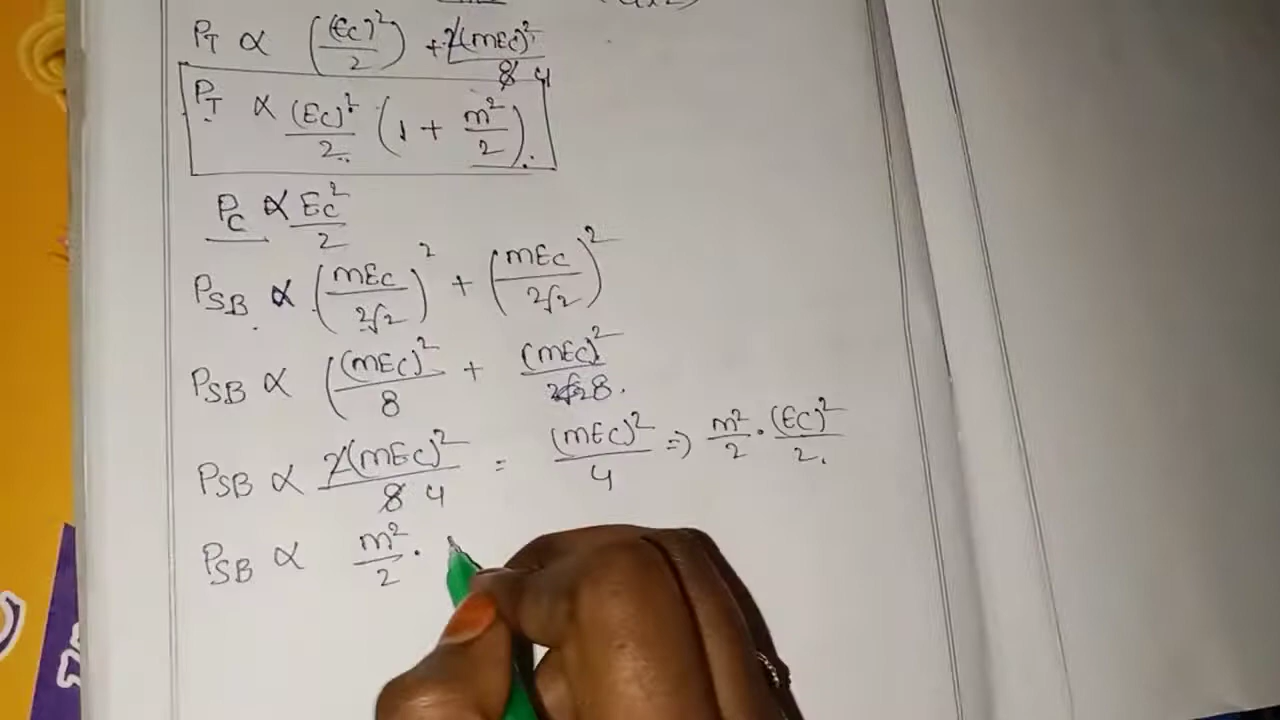 P_T ∝ ((Ec)²/2) + 2(mEc)²/8 4
P_T ∝ (Ec)²/2 (1 + m²/2).
P_C ∝ Ec²/2
P_SB ∝ (mEc/2√2)² + (mEc/2√2)²
P_SB ∝ ((mEc)²/8 + (mEc)²/8.
P_SB ∝ 2(mEc)²/8 4 = (mEc)²/4 => m²/2 · (Ec)²/2.
P_SB ∝ m²/2 ·